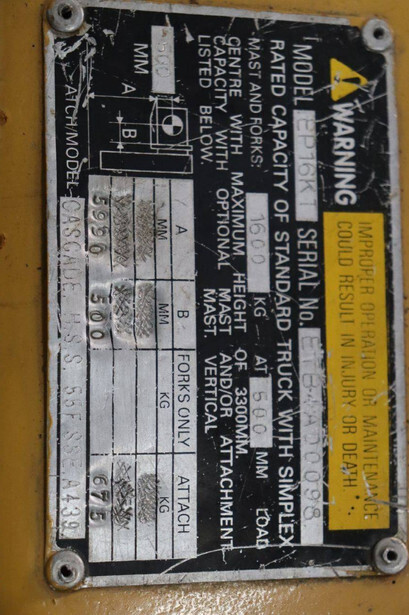 WARNING
IMPROPER OPERATION OR MAINTENANCE
COULD RESULT IN INJURY OR DEATH
MODEL EP16KT SERIAL No.
RATED CAPACITY OF STANDARD TRUCK WITH SIMPLEX
MAST AND FORKS: 1600 KG AT 500 MM LOAD
CENTRE WITH MAXIMUM HEIGHT OF 3300MM
CAPACITY WITH OPTIONAL MAST AND/OR ATTACHMENT
LISTED BELOW. MAST. VERTICAL
500
MM
A
B
A B FORKS ONLY ATTACH
MM MM KG KG
5950 500 675
ATCH/MODEL CASCADE